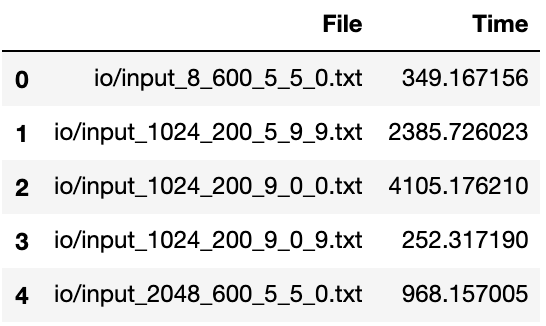 File Time
0 io/input_8_600_5_5_0.txt 349.167156
1 io/input_1024_200_5_9_9.txt 2385.726023
2 io/input_1024_200_9_0_0.txt 4105.176210
3 io/input_1024_200_9_0_9.txt 252.317190
4 io/input_2048_600_5_5_0.txt 968.157005